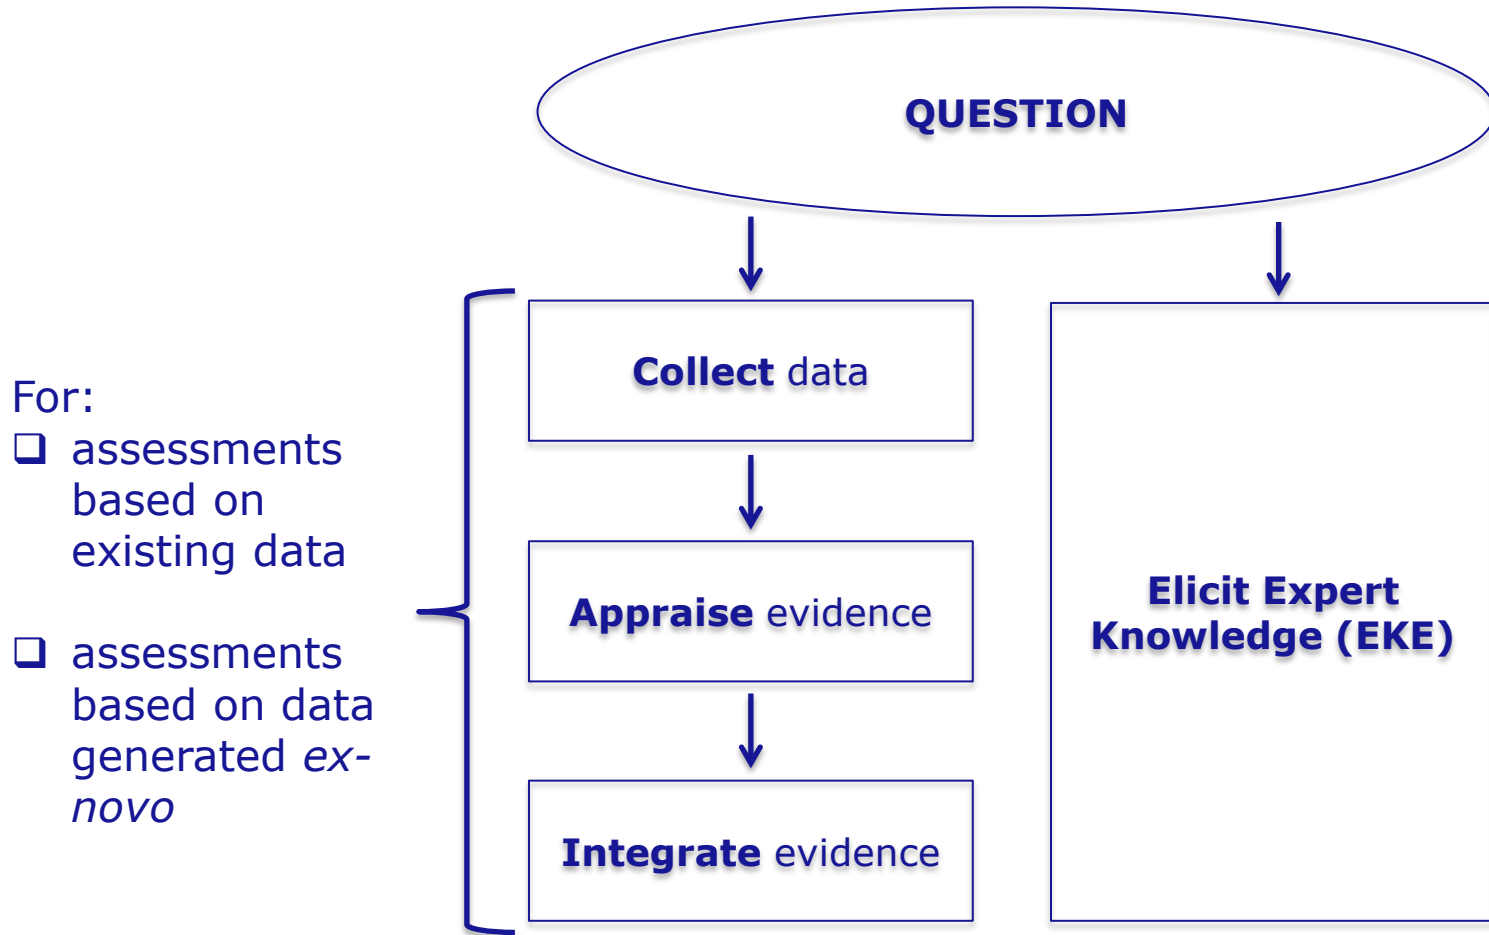 QUESTION
Collect data
For:
❑ assessments
based on
existing data
Appraise evidence
Elicit Expert
Knowledge (EKE)
❑ assessments
based on data
generated ex-
novo
Integrate evidence